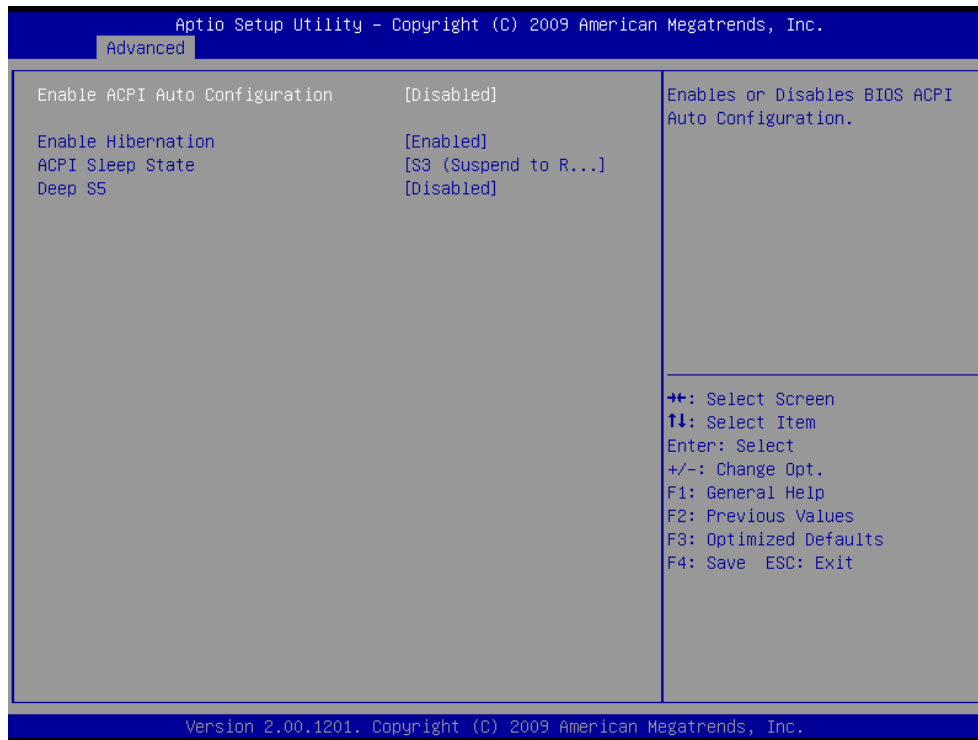 Aptio Setup Utility – Copyright (C) 2009 American Megatrends, Inc.
Advanced
Enable ACPI Auto Configuration [Disabled]
Enable Hibernation [Enabled]
ACPI Sleep State [S3 (Suspend to R...]
Deep S5 [Disabled]
Enables or Disables BIOS ACPI
Auto Configuration.
→←: Select Screen
↑↓: Select Item
Enter: Select
+/-: Change Opt.
F1: General Help
F2: Previous Values
F3: Optimized Defaults
F4: Save ESC: Exit
Version 2.00.1201. Copyright (C) 2009 American Megatrends, Inc.